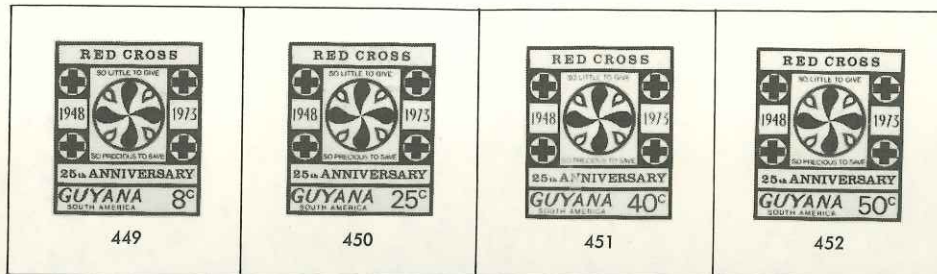 RED CROSS
SO LITTLE TO GIVE
1948 1973
SO PRECIOUS TO SAVE
25th ANNIVERSARY
GUYANA 8c
SOUTH AMERICA
449
RED CROSS
SO LITTLE TO GIVE
1948 1973
SO PRECIOUS TO SAVE
25th ANNIVERSARY
GUYANA 25c
SOUTH AMERICA
450
RED CROSS
SO LITTLE TO GIVE
1948 1973
SO PRECIOUS TO SAVE
25th ANNIVERSARY
GUYANA 40c
SOUTH AMERICA
451
RED CROSS
SO LITTLE TO GIVE
1948 1973
SO PRECIOUS TO SAVE
25th ANNIVERSARY
GUYANA 50c
SOUTH AMERICA
452